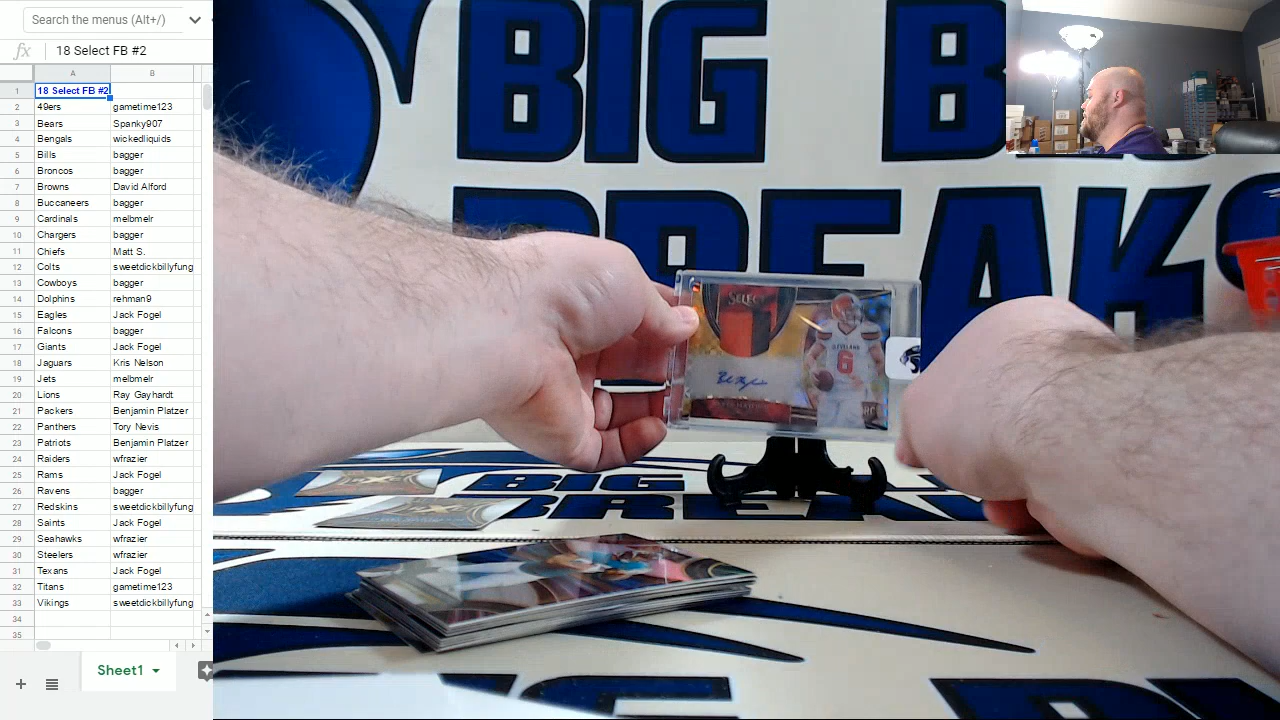 Search the menus (Alt+/)
fx 18 Select FB #2
A B
1 18 Select FB #2
2 49ers gametime123
3 Bears Spanky907
4 Bengals wickedliquids
5 Bills bagger
6 Broncos bagger
7 Browns David Alford
8 Buccaneers bagger
9 Cardinals melbmelr
10 Chargers bagger
11 Chiefs Matt S.
12 Colts sweetdickbillyfung
13 Cowboys bagger
14 Dolphins rehman9
15 Eagles Jack Fogel
16 Falcons bagger
17 Giants Jack Fogel
18 Jaguars Kris Nelson
19 Jets melbmelr
20 Lions Ray Gayhardt
21 Packers Benjamin Platzer
22 Panthers Tory Nevis
23 Patriots Benjamin Platzer
24 Raiders wfrazier
25 Rams Jack Fogel
26 Ravens bagger
27 Redskins sweetdickbillyfung
28 Saints Jack Fogel
29 Seahawks wfrazier
30 Steelers wfrazier
31 Texans Jack Fogel
32 Titans gametime123
33 Vikings sweetdickbillyfung
34
35
Sheet1
BIG B
BREAKS
SELECT
CLEVELAND
6
RC
BIG
BREAK